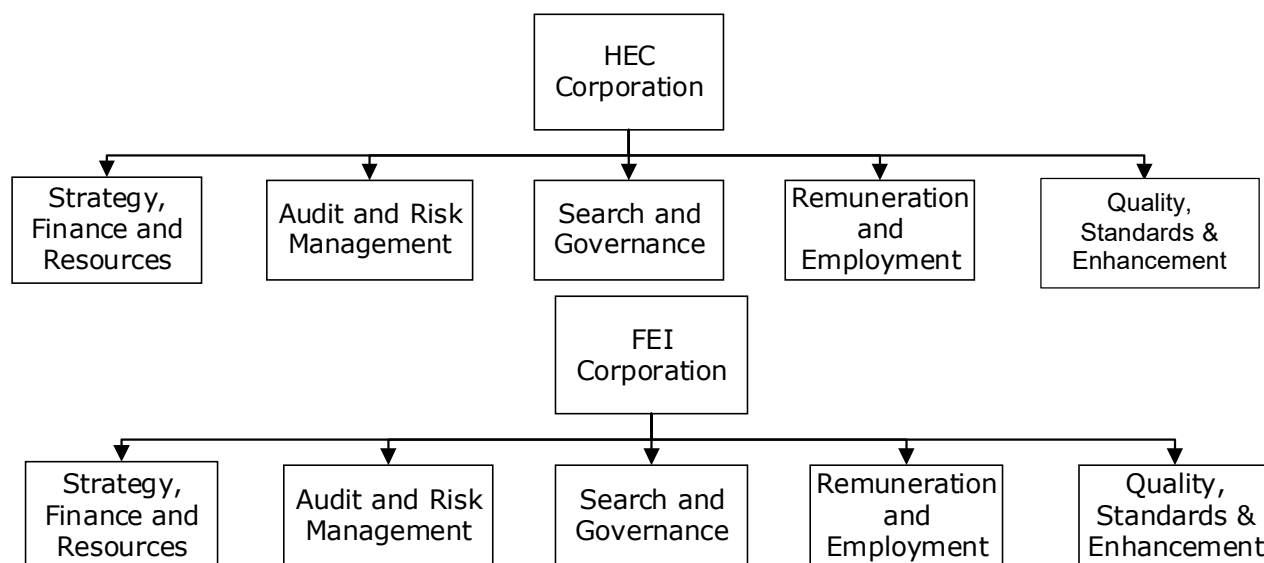 HEC
Corporation
Strategy,
Finance and
Resources
Audit and Risk
Management
Search and
Governance
Remuneration
and
Employment
Quality,
Standards &
Enhancement
FEI
Corporation
Strategy,
Finance and
Resources
Audit and Risk
Management
Search and
Governance
Remuneration
and
Employment
Quality,
Standards &
Enhancement